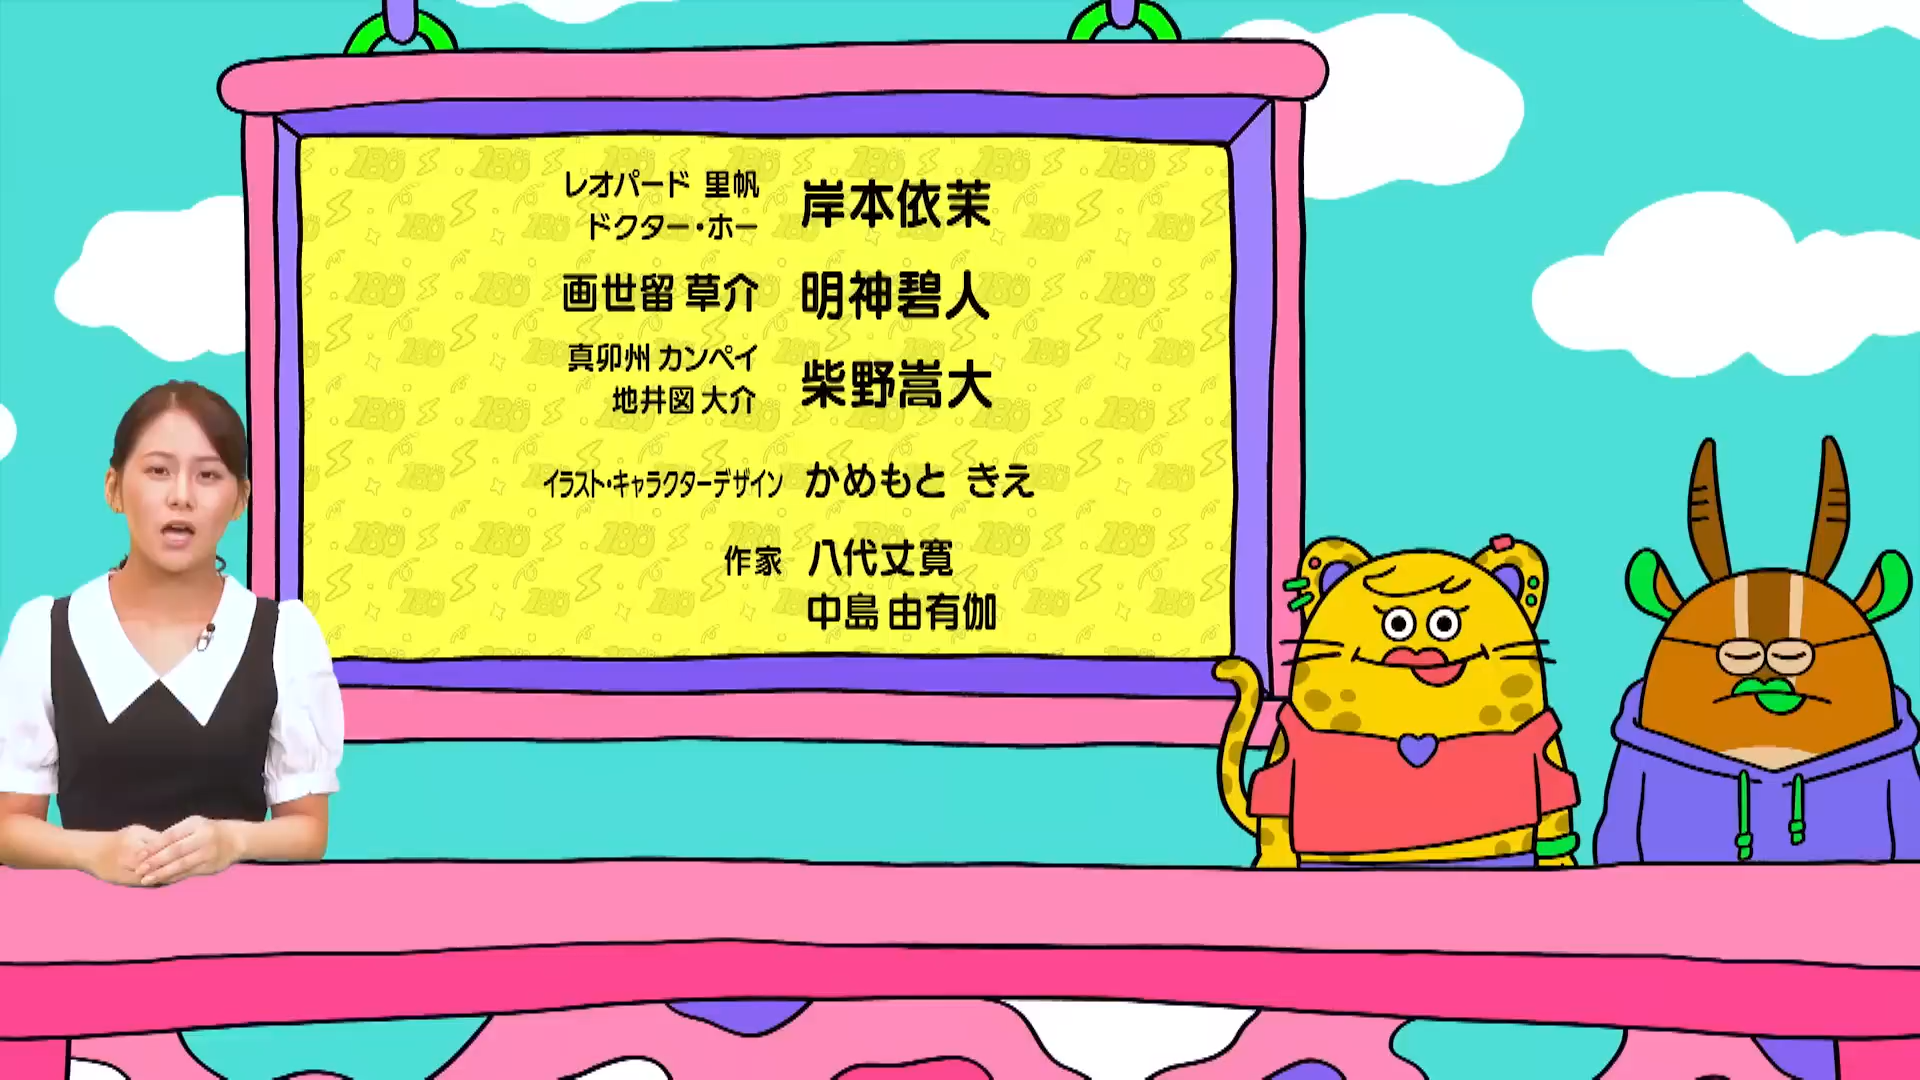 レオパード 里帆
ドクター・ホー
岸本依茉
画世留 草介 明神碧人
真卯州 カンペイ
地井図 大介
柴野嵩大
イラスト・キャラクターデザイン かめもと きえ
作家 八代丈寛
中島 由有伽